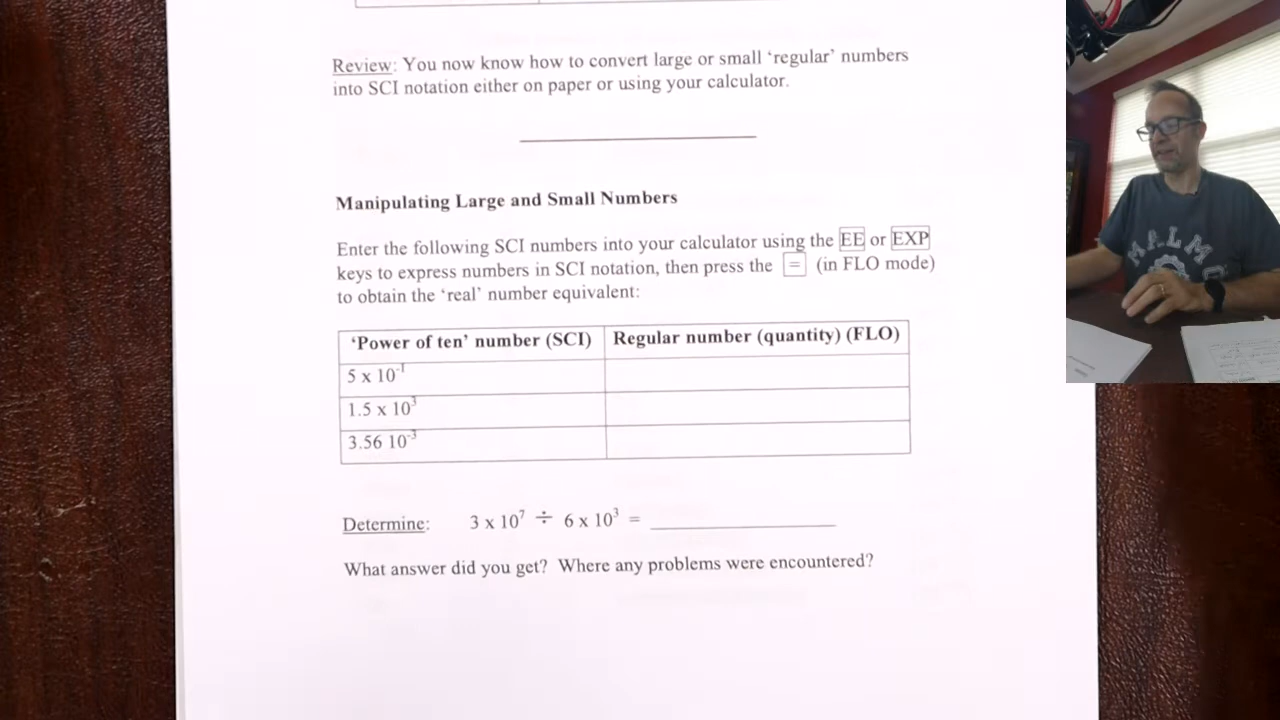 Review: You now know how to convert large or small ‘regular’ numbers
into SCI notation either on paper or using your calculator.
Manipulating Large and Small Numbers
Enter the following SCI numbers into your calculator using the EE or EXP
keys to express numbers in SCI notation, then press the = (in FLO mode)
to obtain the ‘real’ number equivalent:
‘Power of ten’ number (SCI) Regular number (quantity) (FLO)
5 x 10⁻¹
1.5 x 10³
3.56 10⁻³
Determine: 3 x 10⁷ ÷ 6 x 10³ =
What answer did you get? Where any problems were encountered?